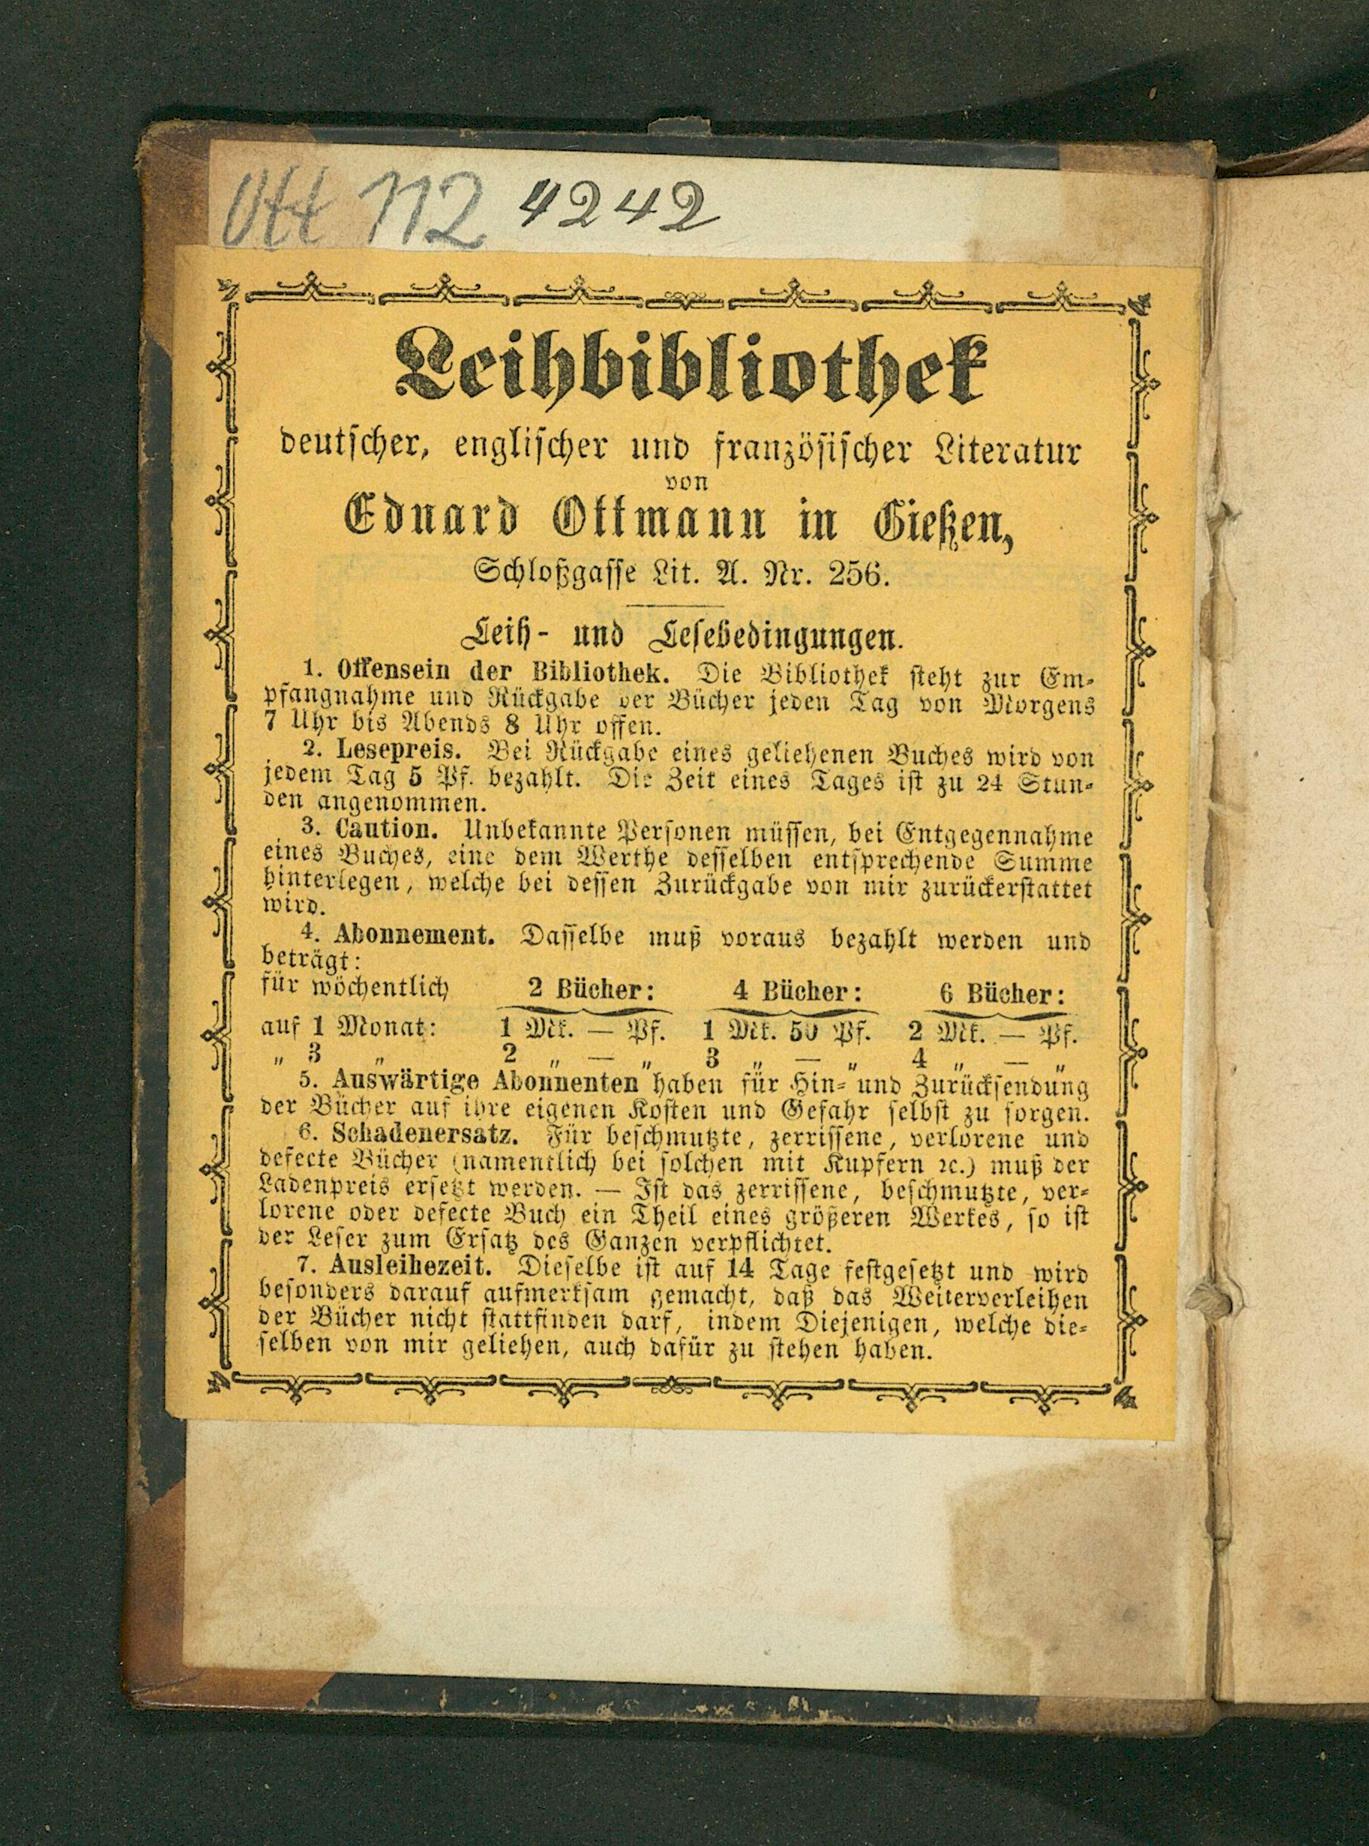 Ott 112 4242
Leihbibliothek
deutscher, englischer und französischer Literatur
von
Eduard Ottmann in Gießen,
Schloßgasse Lit. A. Nr. 256.
Leih- und Lesebedingungen.
1. Offensein der Bibliothek. Die Bibliothek steht zur Em-
pfangnahme und Rückgabe der Bücher jeden Tag von Morgens
7 Uhr bis Abends 8 Uhr offen.
2. Lesepreis. Bei Rückgabe eines geliehenen Buches wird von
jedem Tag 5 Pf. bezahlt. Die Zeit eines Tages ist zu 24 Stun-
den angenommen.
3. Caution. Unbekannte Personen müssen, bei Entgegennahme
eines Buches, eine dem Werthe desselben entsprechende Summe
hinterlegen, welche bei dessen Zurückgabe von mir zurückerstattet
wird.
4. Abonnement. Dasselbe muß voraus bezahlt werden und
beträgt:
für wöchentlich 2 Bücher: 4 Bücher: 6 Bücher:
auf 1 Monat: 1 Mk. — Pf. 1 Mk. 50 Pf. 2 Mk. — Pf.
„ 3 „ 2 „ — „ 3 „ — „ 4 „ — „
5. Auswärtige Abonnenten haben für Hin- und Zurücksendung
der Bücher auf ihre eigenen Kosten und Gefahr selbst zu sorgen.
6. Schadenersatz. Für beschmutzte, zerrissene, verlorene und
defecte Bücher (namentlich bei solchen mit Kupfern ꝛc.) muß der
Ladenpreis ersetzt werden. — Ist das zerrissene, beschmutzte, ver-
lorene oder defecte Buch ein Theil eines größeren Werkes, so ist
der Leser zum Ersatz des Ganzen verpflichtet.
7. Ausleihezeit. Dieselbe ist auf 14 Tage festgesetzt und wird
besonders darauf aufmerksam gemacht, daß das Weiterverleihen
der Bücher nicht stattfinden darf, indem Diejenigen, welche die-
selben von mir geliehen, auch dafür zu stehen haben.